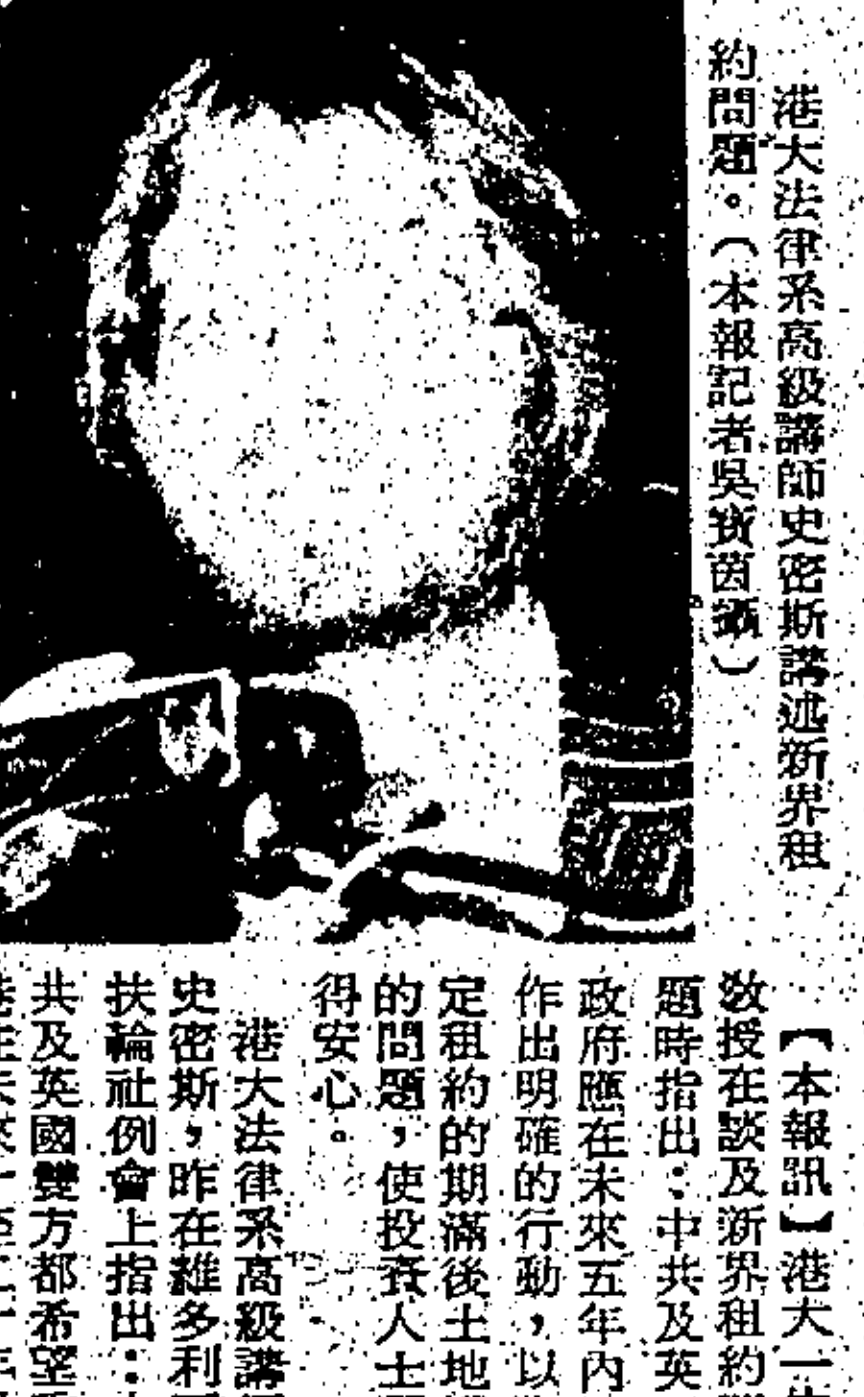 港大法律系高級講師史密斯講述新界租
約問題。(本報記者吳寶茵攝)
【本報訊】港大一
教授在談及新界租約
題時指出：中共及英
政府應在未來五年內
作出明確的行動，以
定租約的期滿後土地
的問題，使投資人士
得安心。
港大法律系高級講
史密斯，昨在維多利
扶輪社例會上指出：
共及英國雙方都希望